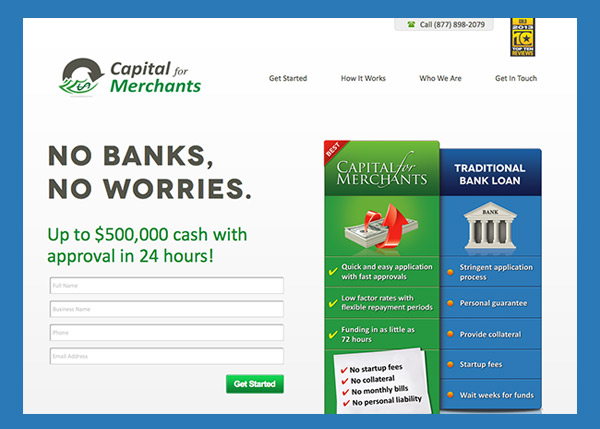 Call (877) 898-2079
2013
TOP TEN
REVIEWS
Capital for
Merchants
Get Started
How It Works
Who We Are
Get In Touch
NO BANKS,
NO WORRIES.
Up to $500,000 cash with
approval in 24 hours!
Full Name
Business Name
Phone
Email Address
Get Started
BEST
CAPITAL for
MERCHANTS
Quick and easy application
with fast approvals
Low factor rates with
flexible repayment periods
Funding in as little as
72 hours
No startup fees
No collateral
No monthly bills
No personal liability
TRADITIONAL
BANK LOAN
BANK
Stringent application
process
Personal guarantee
Provide collateral
Startup fees
Wait weeks for funds